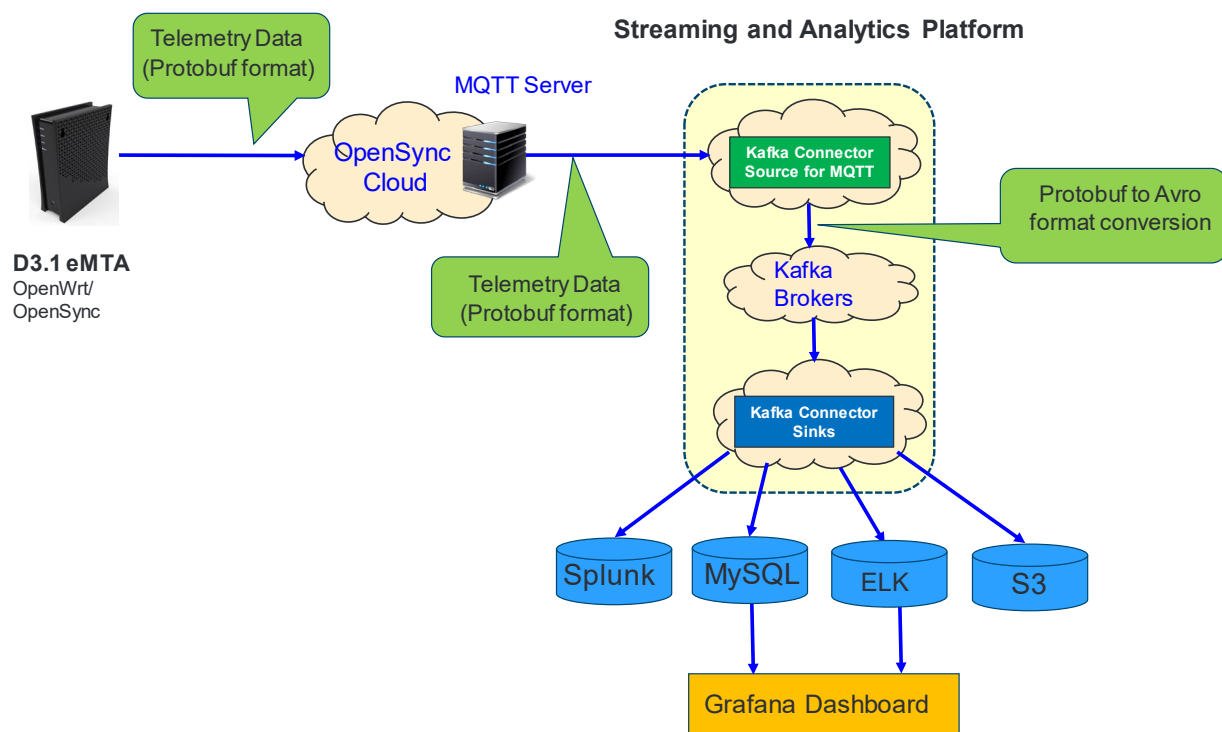 Streaming and Analytics Platform
Telemetry Data
(Protobuf format)
MQTT Server
OpenSync
Cloud
Kafka Connector
Source for MQTT
Protobuf to Avro
format conversion
D3.1 eMTA
OpenWrt/
OpenSync
Telemetry Data
(Protobuf format)
Kafka
Brokers
Kafka Connector
Sinks
Splunk
MySQL
ELK
S3
Grafana Dashboard